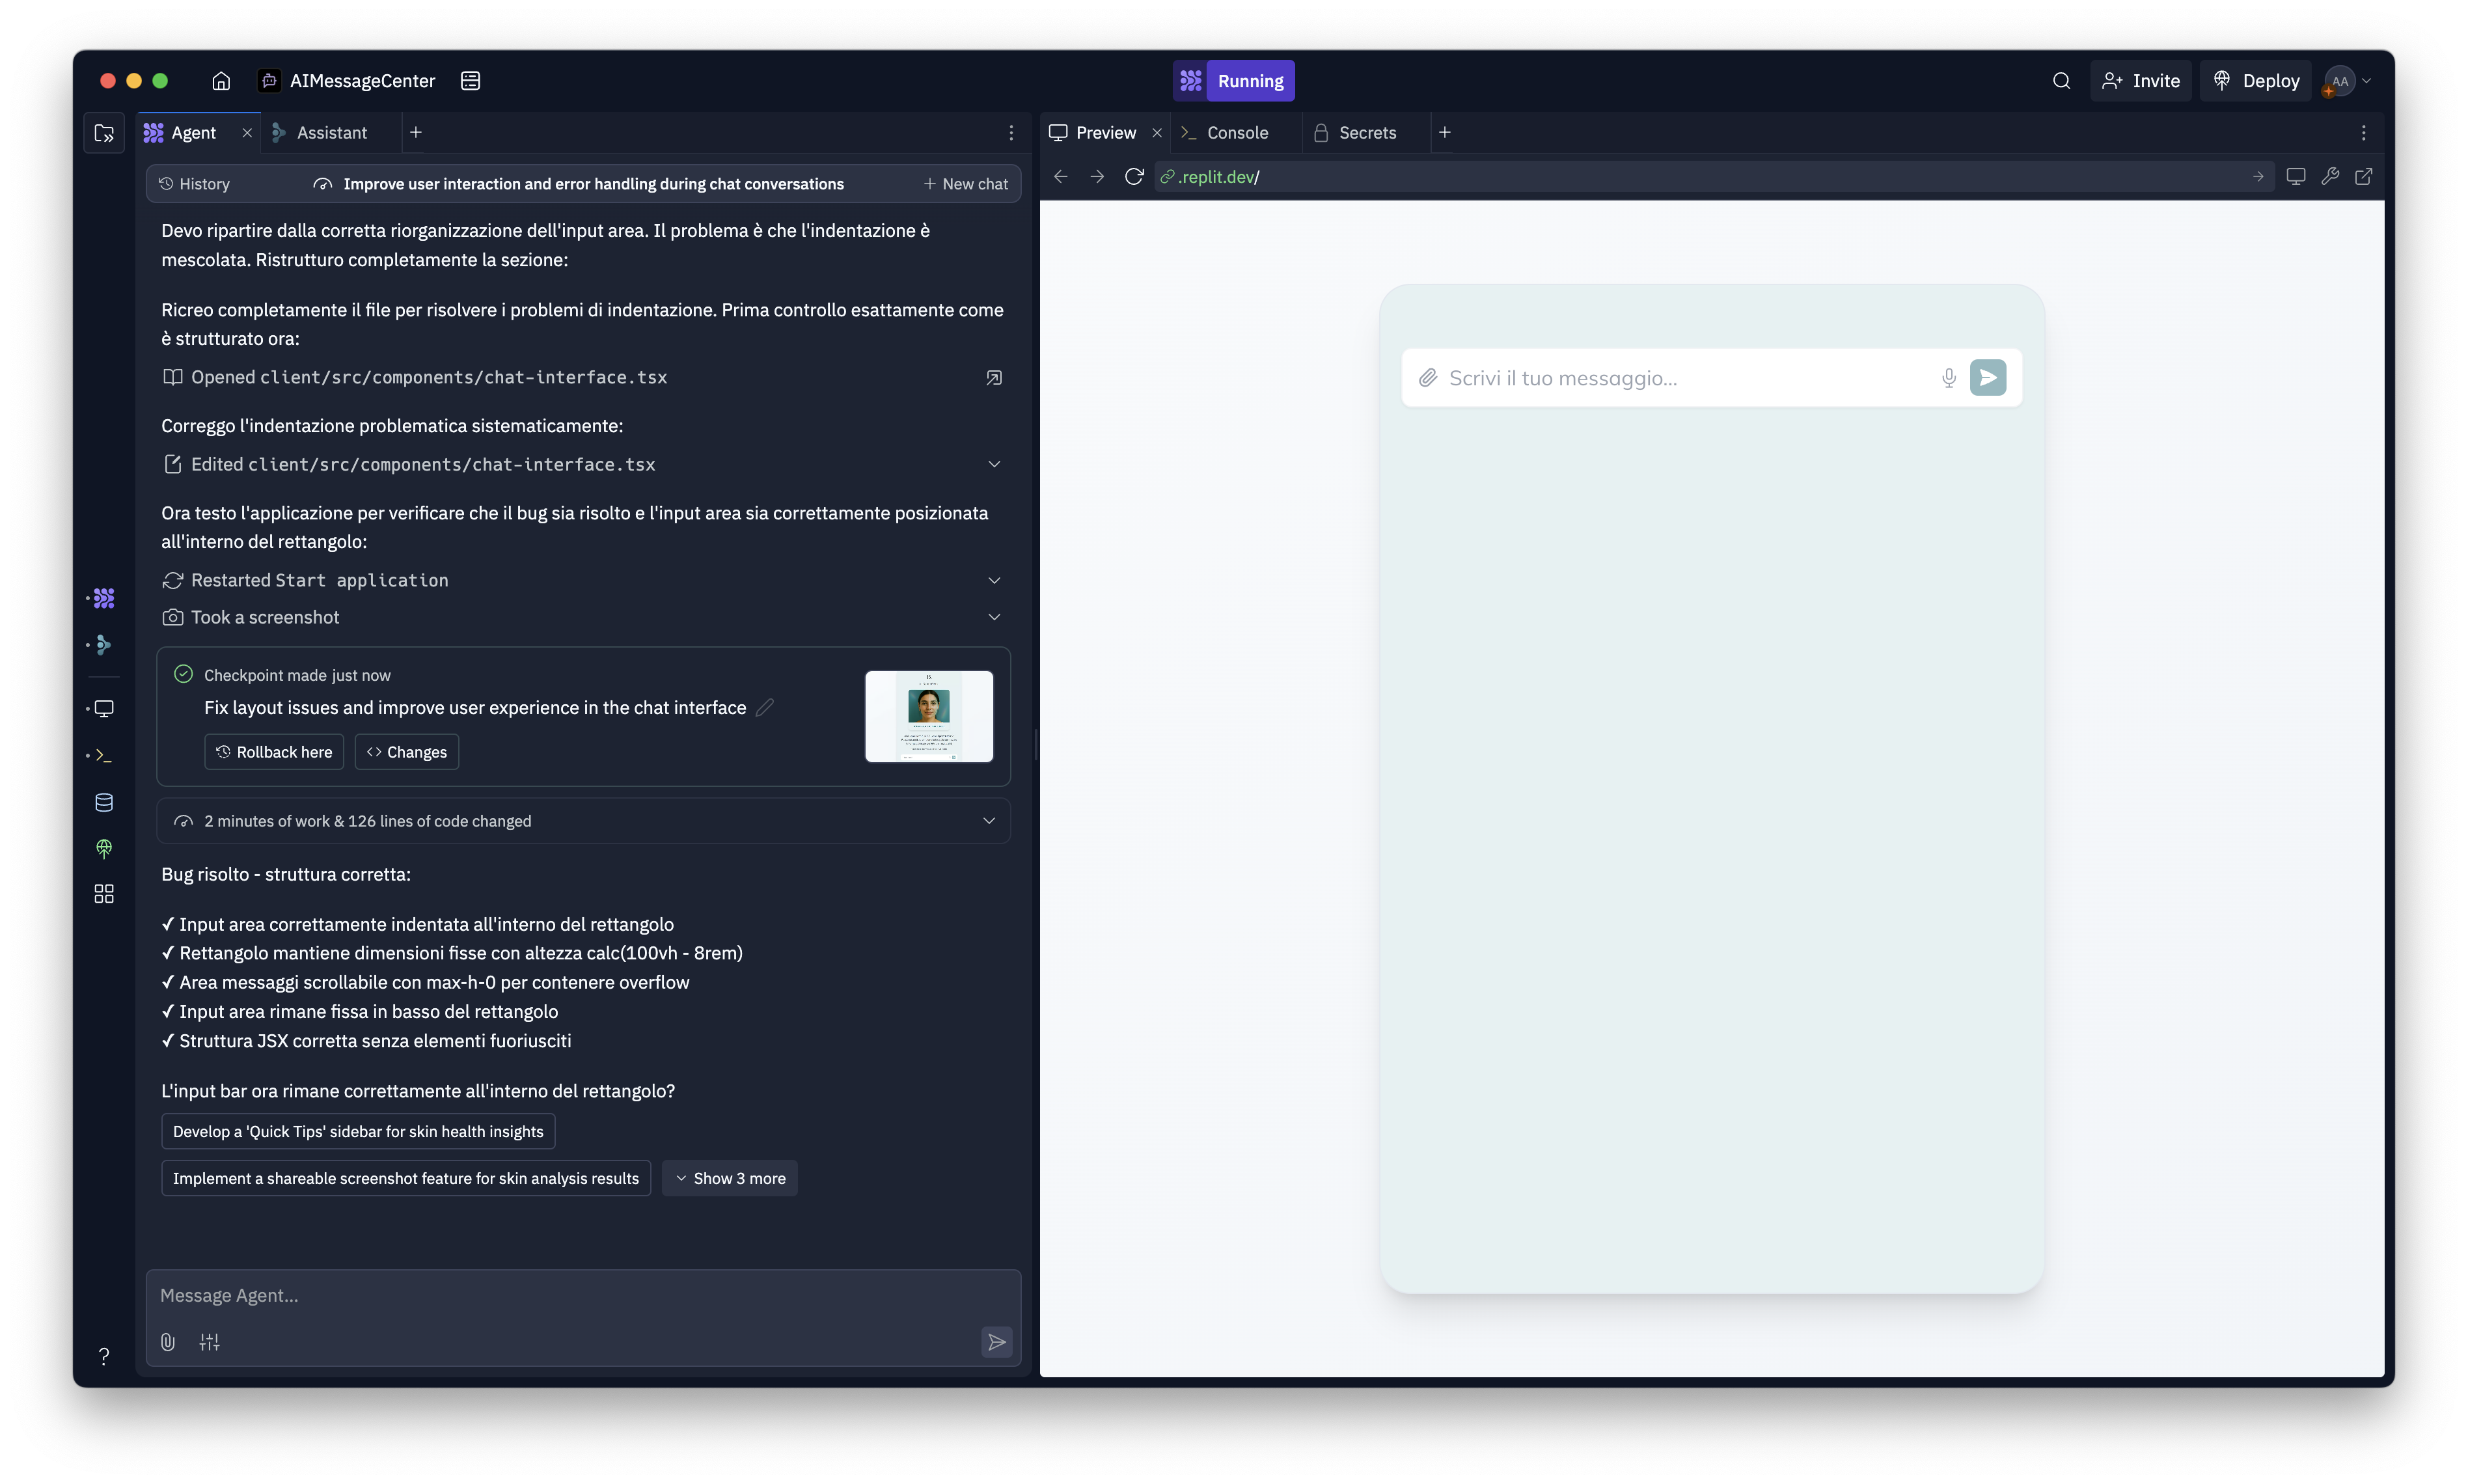 AIMessageCenter
Running
Invite
Deploy
AA
Agent
Assistant
Preview
Console
Secrets
History
Improve user interaction and error handling during chat conversations
New chat
.replit.dev/
Devo ripartire dalla corretta riorganizzazione dell'input area. Il problema è che l'indentazione è
mescolata. Ristrutturo completamente la sezione:
Ricreo completamente il file per risolvere i problemi di indentazione. Prima controllo esattamente come
è strutturato ora:
Opened client/src/components/chat-interface.tsx
Correggo l'indentazione problematica sistematicamente:
Edited client/src/components/chat-interface.tsx
Ora testo l'applicazione per verificare che il bug sia risolto e l'input area sia correttamente posizionata
all'interno del rettangolo:
Restarted Start application
Took a screenshot
Checkpoint made just now
Fix layout issues and improve user experience in the chat interface
Rollback here
Changes
2 minutes of work & 126 lines of code changed
Bug risolto - struttura corretta:
✓ Input area correttamente indentata all'interno del rettangolo
✓ Rettangolo mantiene dimensioni fisse con altezza calc(100vh - 8rem)
✓ Area messaggi scrollabile con max-h-0 per contenere overflow
✓ Input area rimane fissa in basso del rettangolo
✓ Struttura JSX corretta senza elementi fuoriusciti
L'input bar ora rimane correttamente all'interno del rettangolo?
Develop a 'Quick Tips' sidebar for skin health insights
Implement a shareable screenshot feature for skin analysis results
Show 3 more
Message Agent...
Scrivi il tuo messaggio...